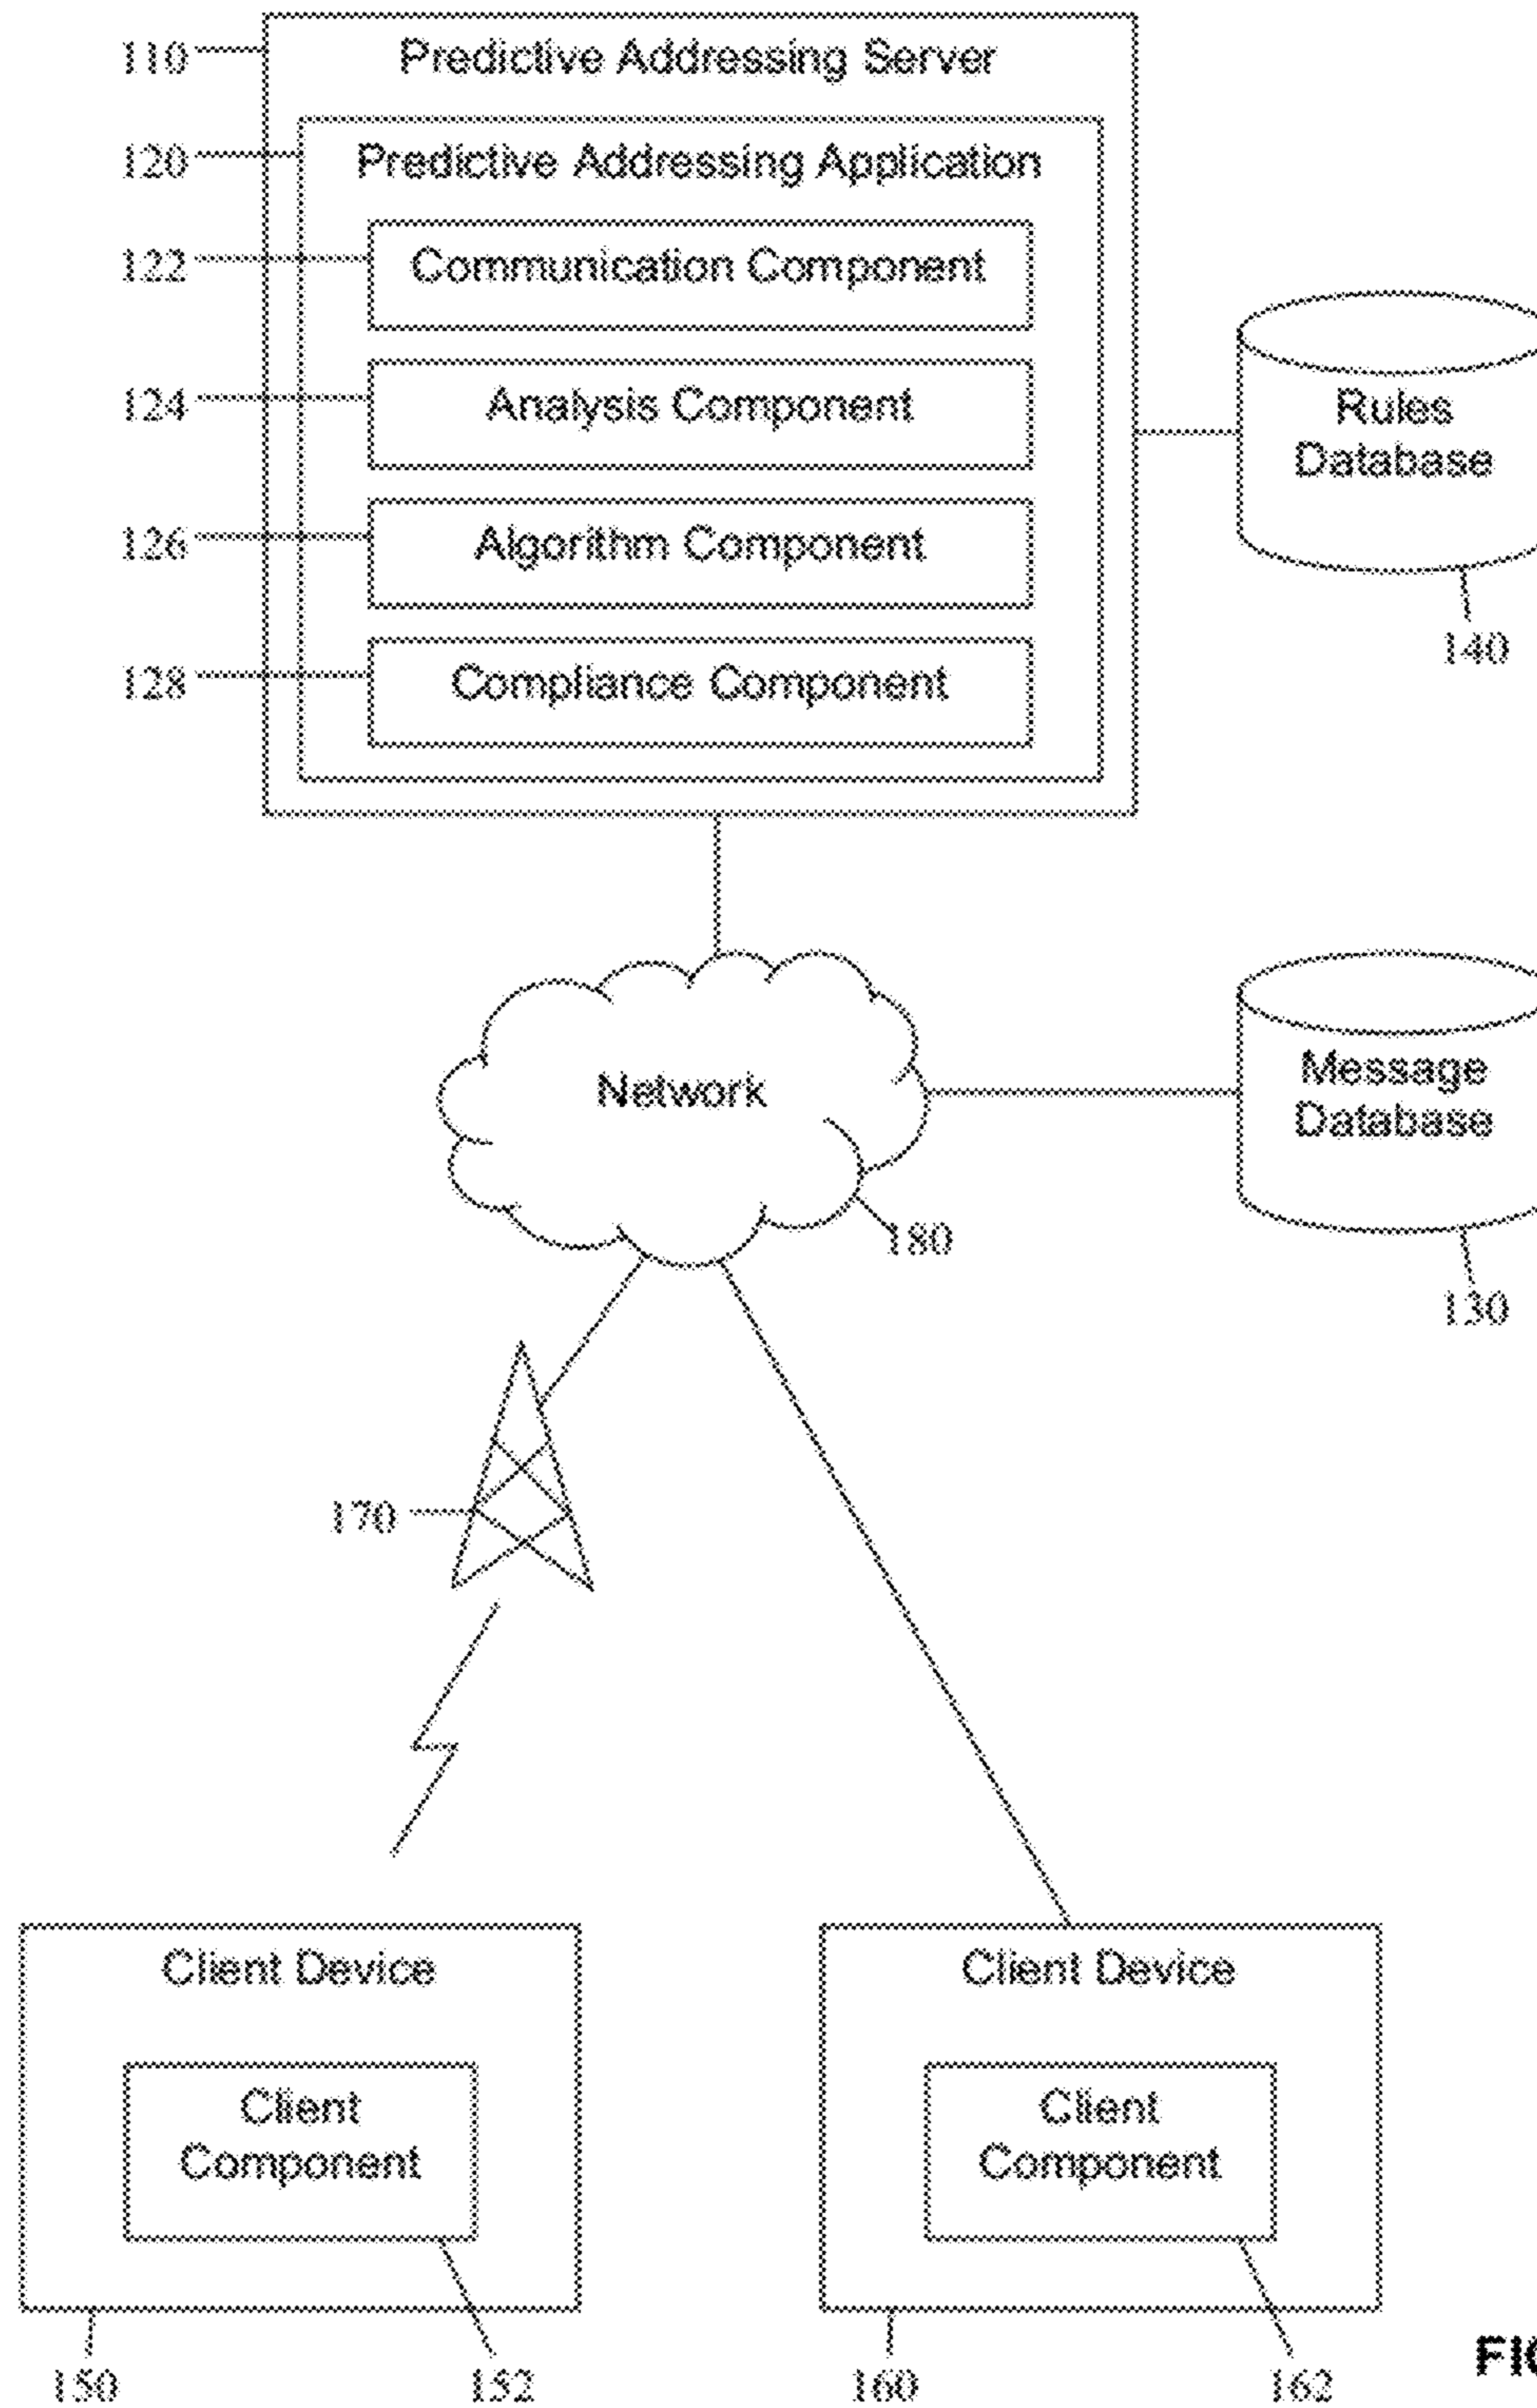 110
Predictive Addressing Server
120
Predictive Addressing Application
122
Communication Component
124
Analysis Component
Rules
Database
126
Algorithm Component
140
128
Compliance Component
Network
Message
Database
180
130
170
Client Device
Client Device
Client
Component
Client
Component
150
152
160
162